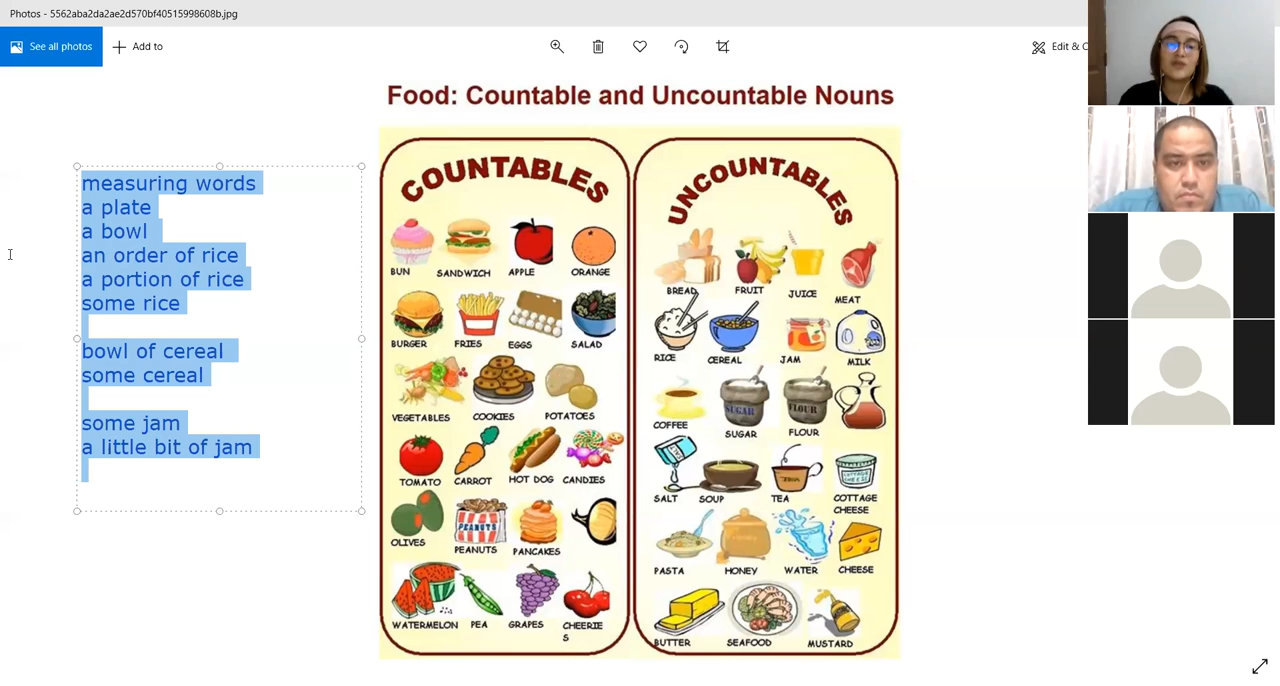 Photos - 5562aba2da2ae2d570bf40515998608b.jpg
See all photos
Add to
Edit & C
Food: Countable and Uncountable Nouns
measuring words
a plate
a bowl
an order of rice
a portion of rice
some rice
bowl of cereal
some cereal
some jam
a little bit of jam
COUNTABLES
BUN SANDWICH APPLE ORANGE
BURGER FRIES EGGS SALAD
VEGETABLES COOKIES POTATOES
TOMATO CARROT HOT DOG CANDIES
PEANUTS
OLIVES PEANUTS PANCAKES
WATERMELON PEA GRAPES CHEERIE
S
UNCOUNTABLES
BREAD FRUIT JUICE MEAT
RICE CEREAL JAM MILK
SUGAR FLOUR
COFFEE SUGAR FLOUR
SALT SOUP TEA COTTAGE
CHEESE
PASTA HONEY WATER CHEESE
BUTTER SEAFOOD MUSTARD